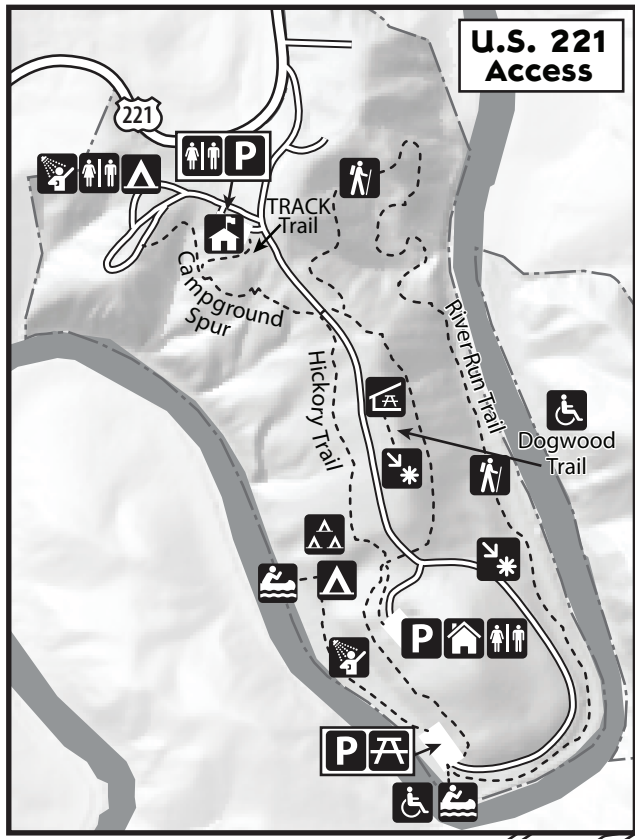 U.S. 221
Access
221
P
TRACK
Trail
Campground
Spur
Hickory Trail
River Run Trail
Dogwood
Trail
P
P